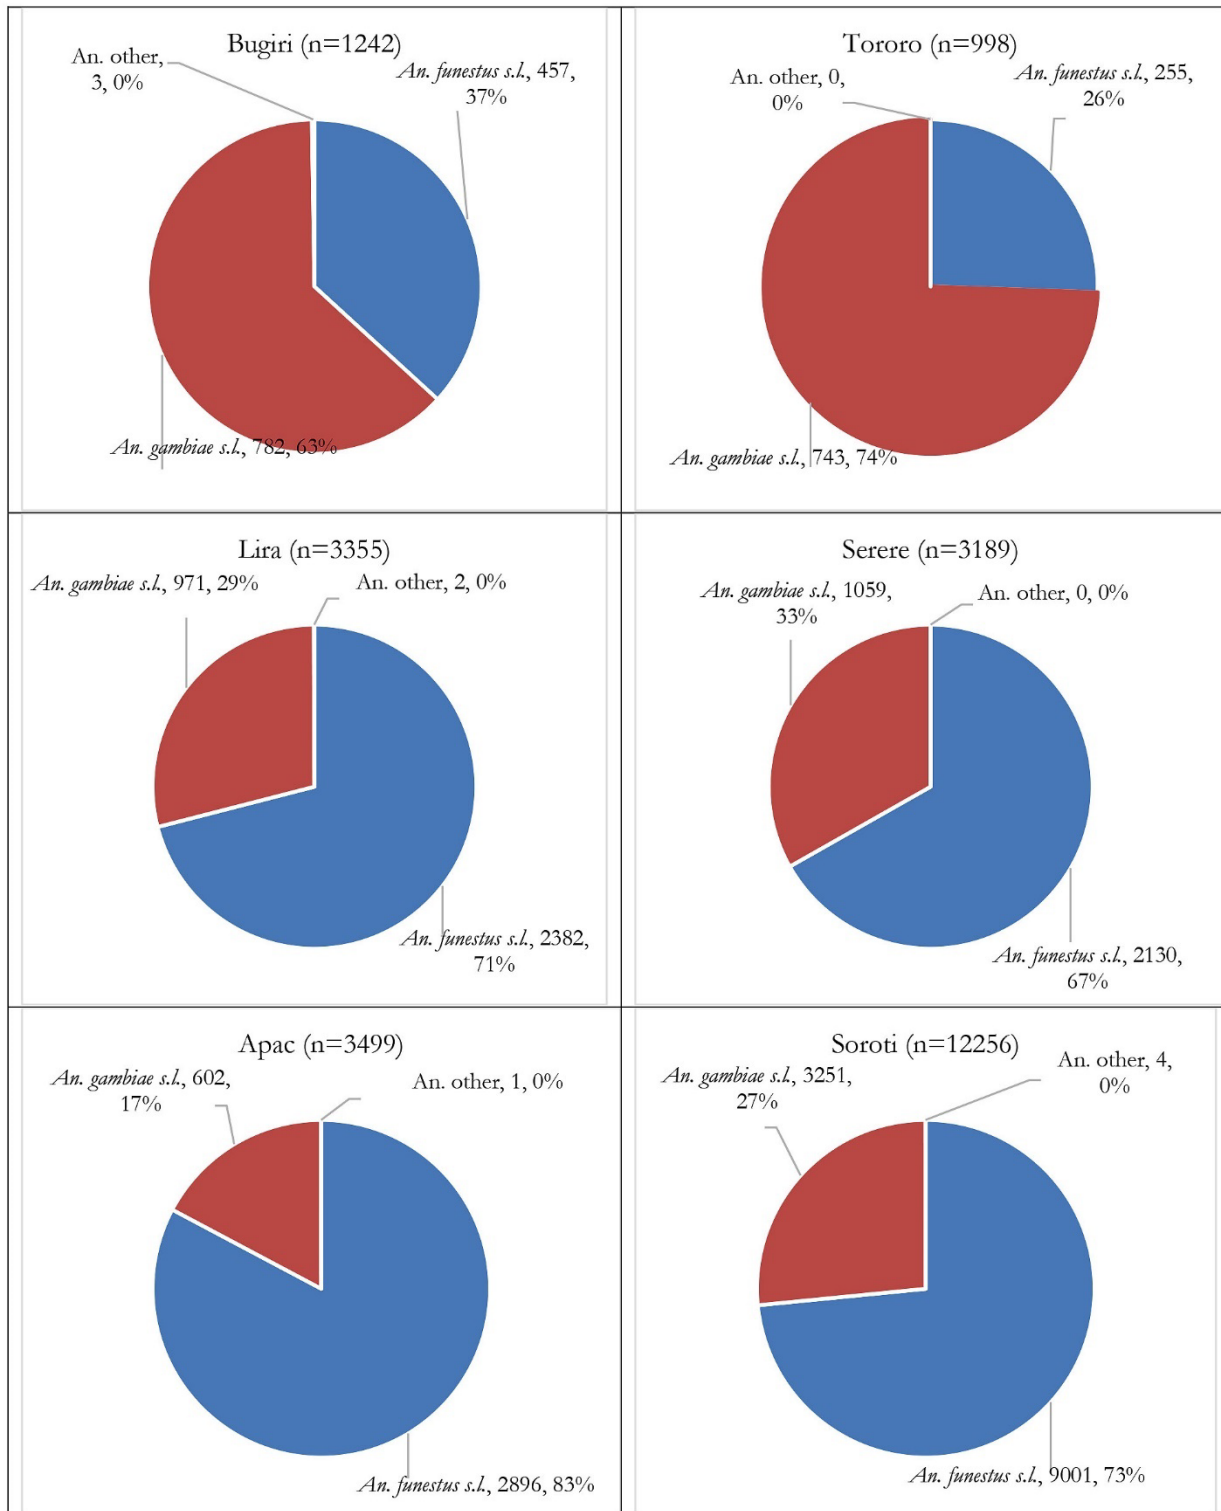 Bugiri (n=1242)
An. other,
3, 0%
An. funestus s.l., 457,
37%
An. gambiae s.l., 782, 63%
Tororo (n=998)
An. other, 0,
0%
An. funestus s.l., 255,
26%
An. gambiae s.l., 743, 74%
Lira (n=3355)
An. gambiae s.l., 971, 29%
An. other, 2, 0%
An. funestus s.l., 2382,
71%
Serere (n=3189)
An. gambiae s.l., 1059,
33%
An. other, 0, 0%
An. funestus s.l., 2130,
67%
Apac (n=3499)
An. gambiae s.l., 602,
17%
An. other, 1, 0%
An. funestus s.l., 2896, 83%
Soroti (n=12256)
An. gambiae s.l., 3251,
27%
An. other, 4,
0%
An. funestus s.l., 9001, 73%